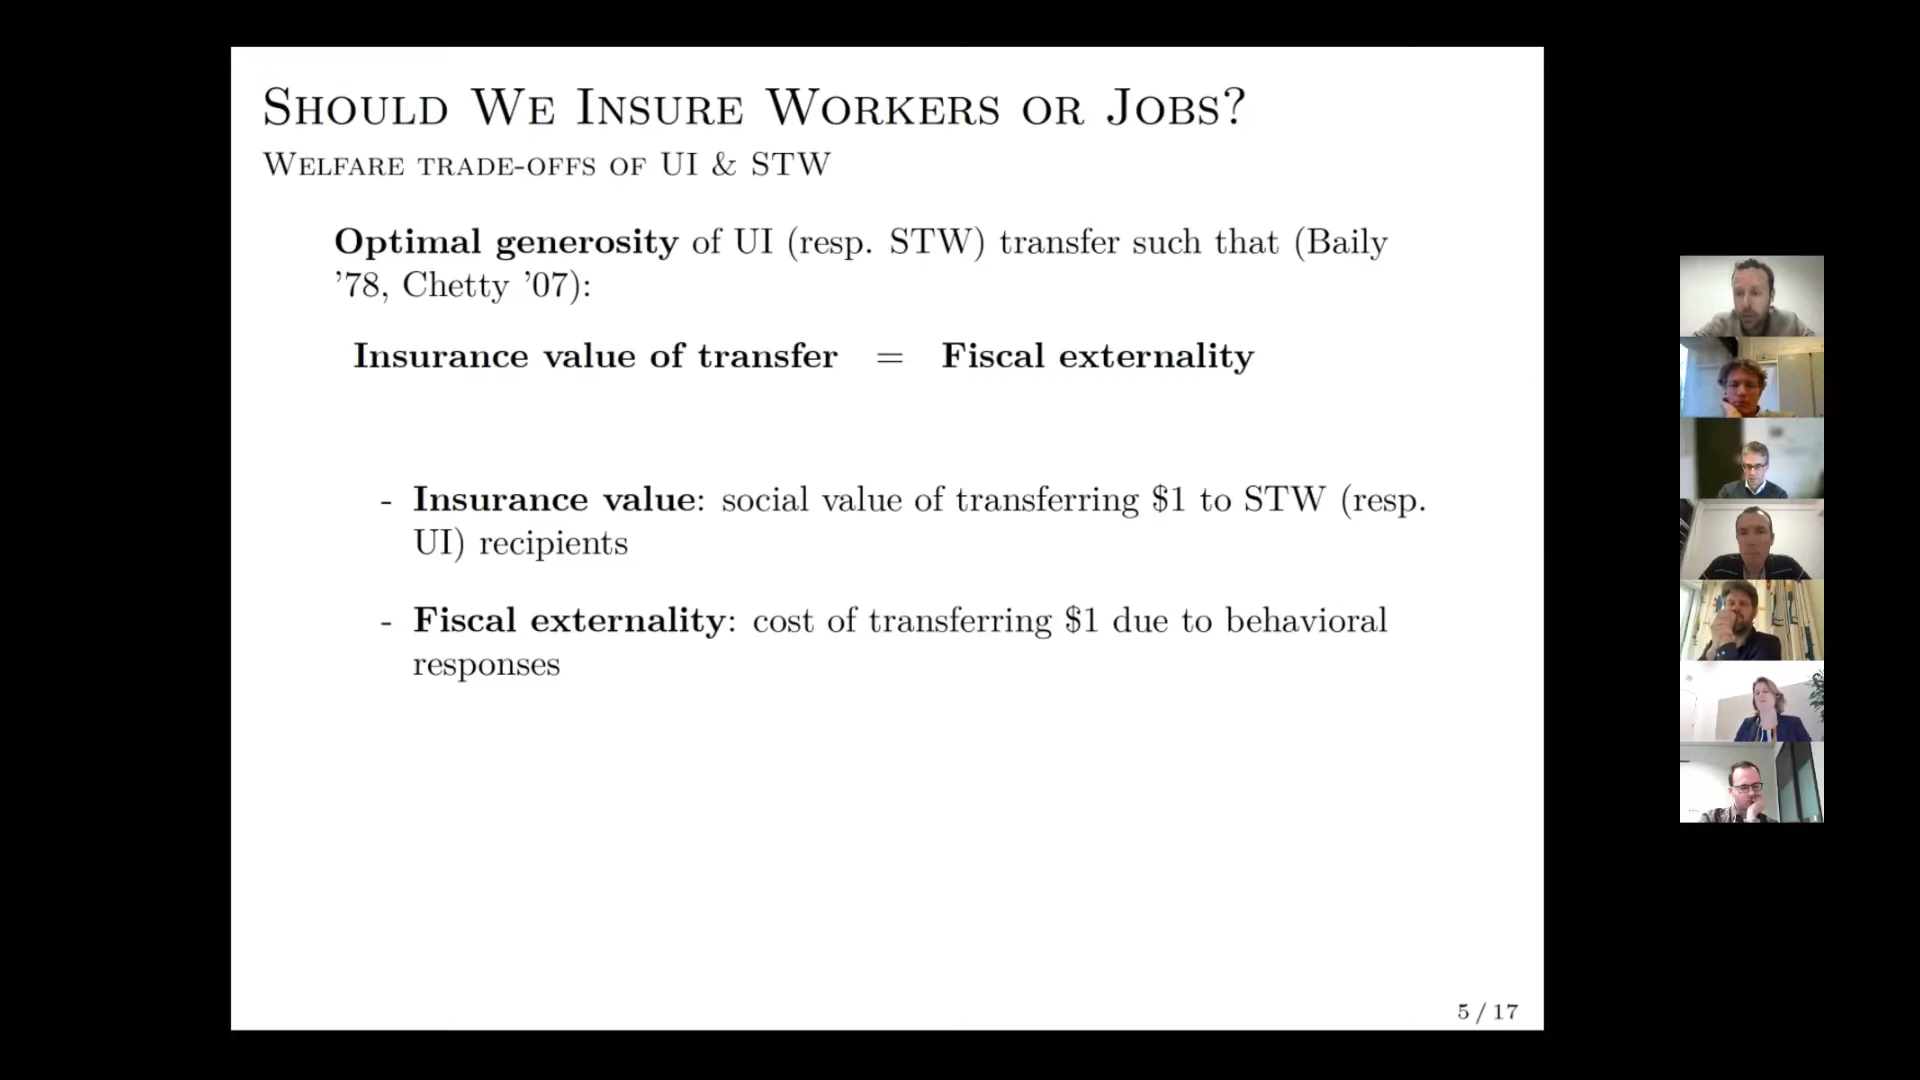 Should We Insure Workers or Jobs?
Welfare trade-offs of UI & STW
Optimal generosity of UI (resp. STW) transfer such that (Baily
’78, Chetty ’07):
Insurance value of transfer = Fiscal externality
- Insurance value: social value of transferring $1 to STW (resp.
UI) recipients
- Fiscal externality: cost of transferring $1 due to behavioral
responses
5 / 17